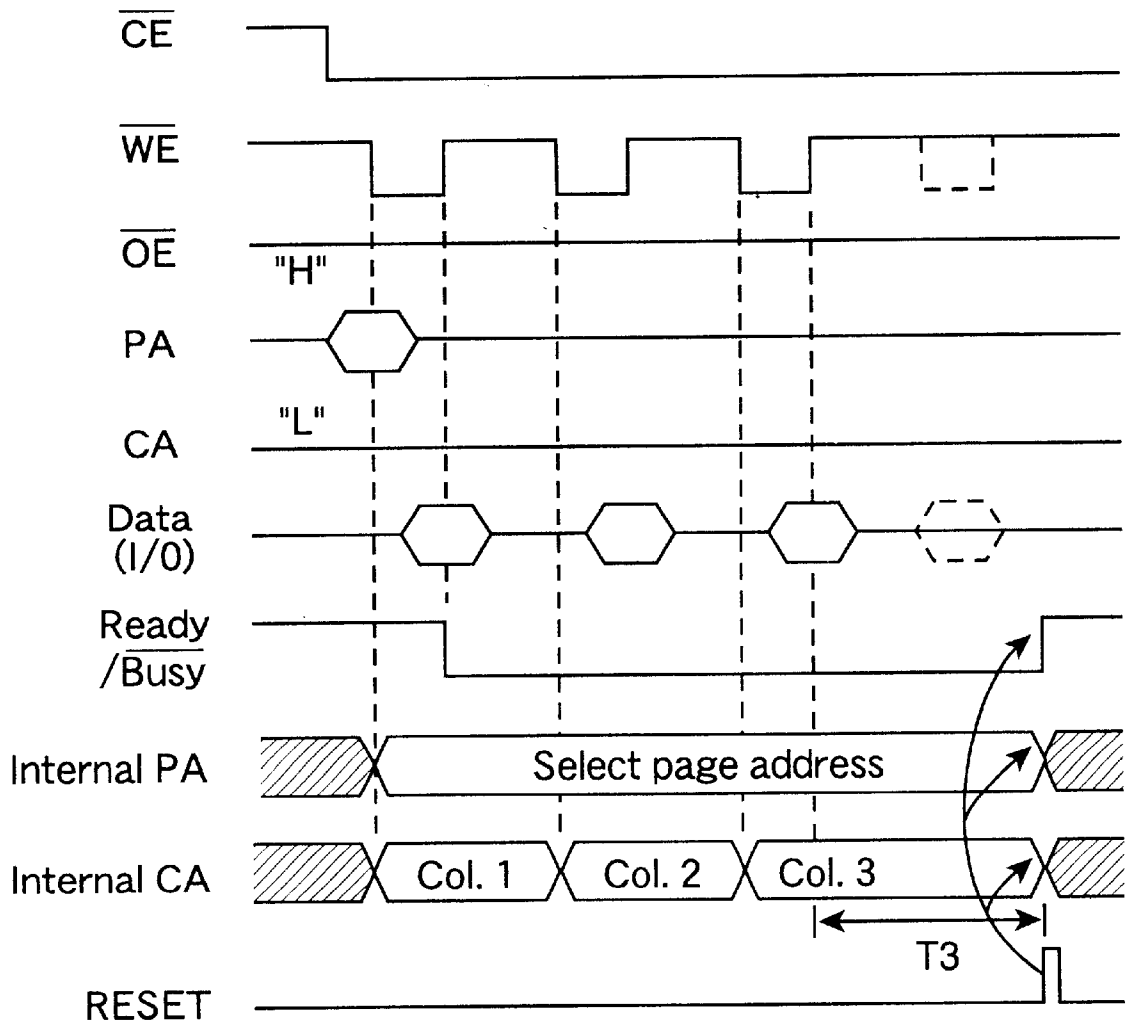 CE
WE
OE
"H"
PA
"L"
CA
Data
(I/0)
Ready
/Busy
Internal PA
Select page address
Internal CA
Col. 1
Col. 2
Col. 3
T3
RESET